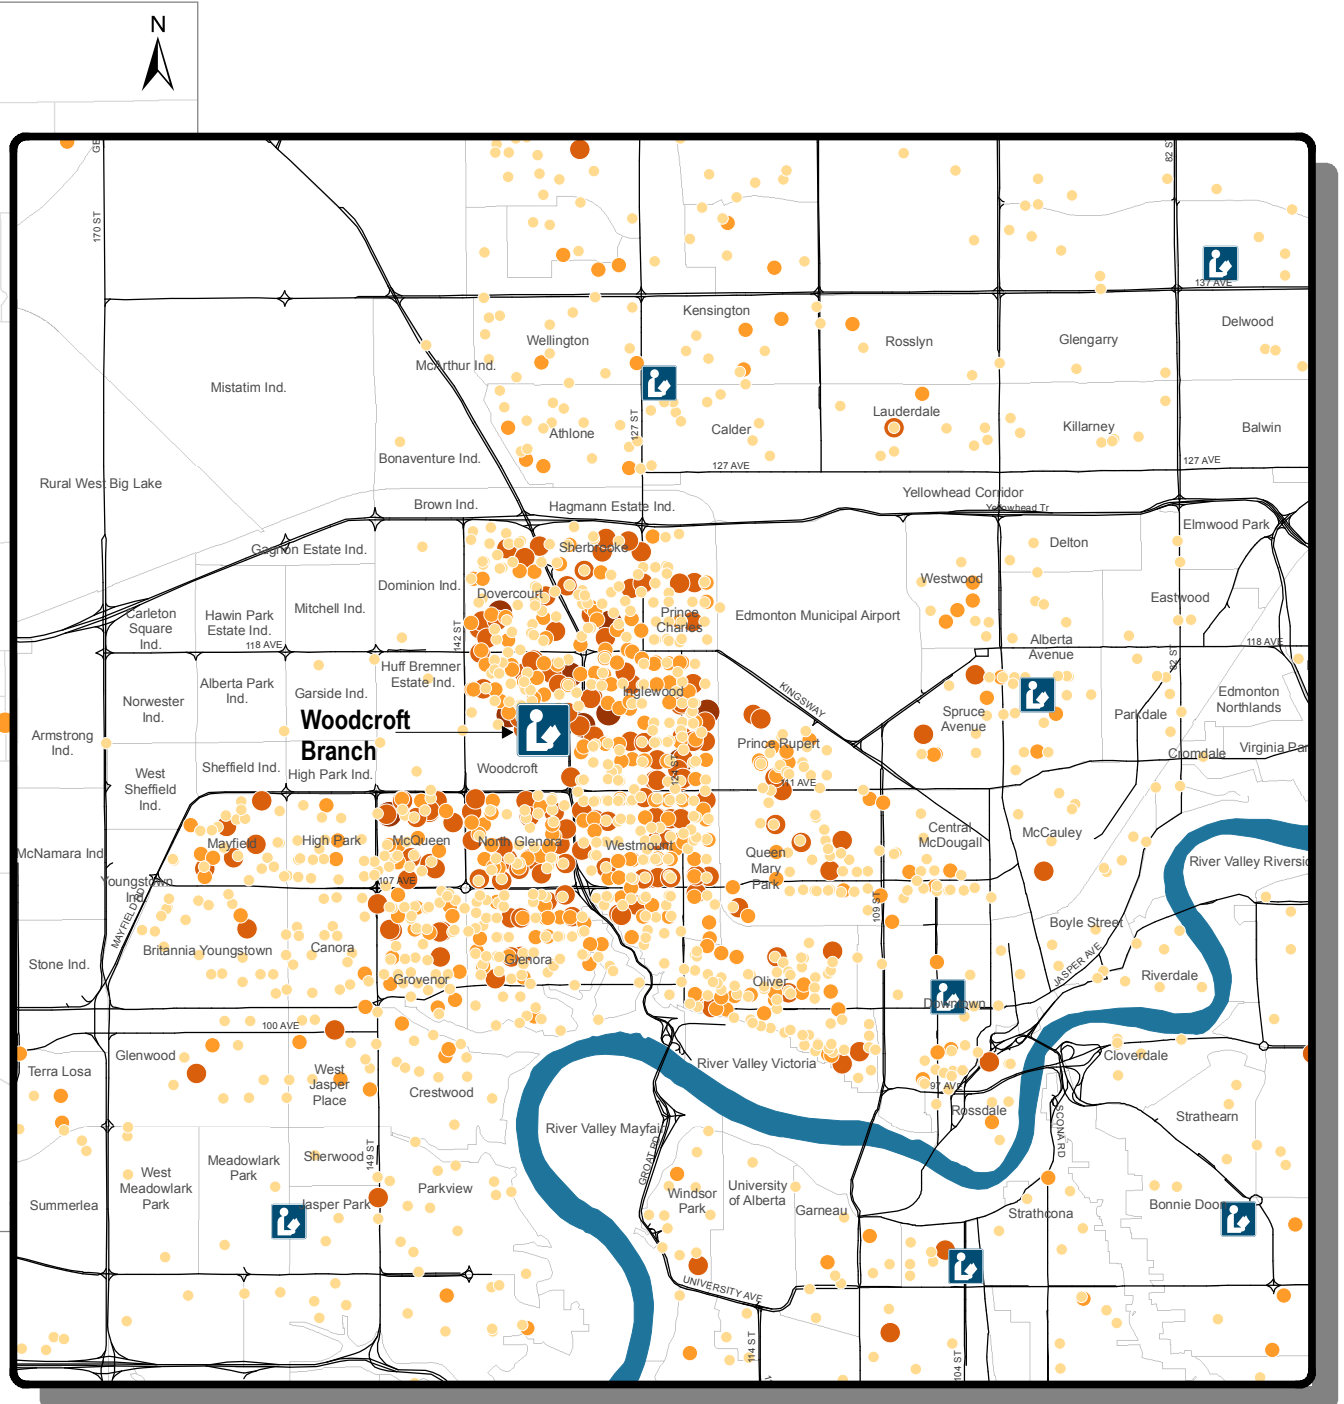 N
82 ST
170 ST
137 AVE
Kensington
Delwood
Wellington
Rosslyn
Glengarry
McArthur Ind.
Mistatim Ind.
Lauderdale
127 ST
Athlone
Calder
Killarney
Balwin
Bonaventure Ind.
127 AVE
127 AVE
Rural West Big Lake
Yellowhead Corridor
Brown Ind.
Hagmann Estate Ind.
Yellowhead Tr
Elmwood Park
Gagnon Estate Ind.
Sherbrooke
Delton
Dominion Ind.
Dovercourt
Westwood
Eastwood
Mitchell Ind.
Carleton
Square
Ind.
Hawin Park
Estate Ind.
Prince
Charles
Edmonton Municipal Airport
142 ST
118 AVE
Alberta
Avenue
118 AVE
82 ST
Huff Bremner
Estate Ind.
Alberta Park
Ind.
Garside Ind.
Inglewood
KINGSWAY
Edmonton
Northlands
Norwester
Ind.
Woodcroft
Branch
Spruce
Avenue
Parkdale
Armstrong
Ind.
Prince Rupert
Cromdale
Virginia Par
Sheffield Ind.
High Park Ind.
Woodcroft
124 ST
West
Sheffield
Ind.
111 AVE
Mayfield
High Park
McQueen
North Glenora
Westmount
Central
McDougall
McCauley
McNamara Ind
Queen
Mary
Park
River Valley Riversid
Youngstown
Ind.
107 AVE
MAYFIELD RD
109 ST
Boyle Street
Britannia Youngstown
Canora
Stone Ind.
Glenora
JASPER AVE
Grovenor
Oliver
Riverdale
Downtown
100 AVE
Glenwood
Cloverdale
Terra Losa
West
Jasper
Place
River Valley Victoria
Crestwood
97 AVE
Rossdale
SCONA RD
Strathearn
River Valley Mayfair
149 ST
Sherwood
GROAT RD
Meadowlark
Park
West
Meadowlark
Park
Parkview
Windsor
Park
University
of Alberta
Summerlea
Jasper Park
Garneau
Strathcona
Bonnie Doon
UNIVERSITY AVE
114 ST
104 ST